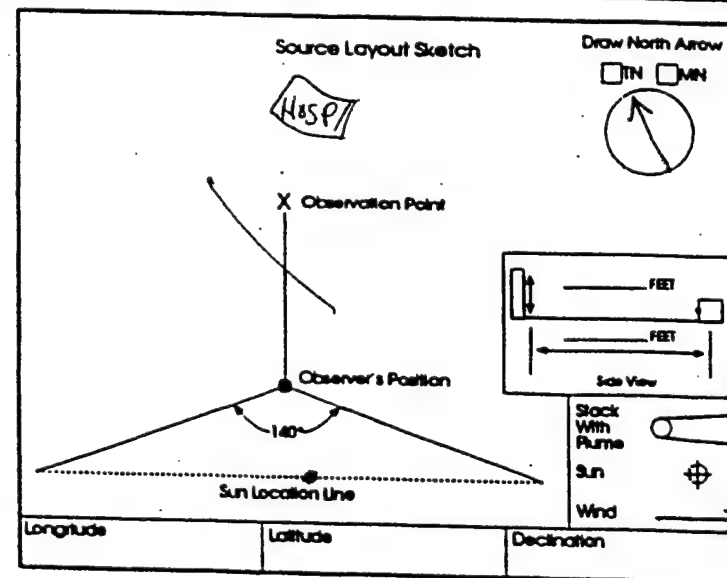 Source Layout Sketch
Draw North Arrow
TN MN
HOSP
X Observation Point
FEET
FEET
Side View
Observer's Position
140°
Sun Location Line
Stack
With
Plume
Sun
Wind
Longitude
Latitude
Declination